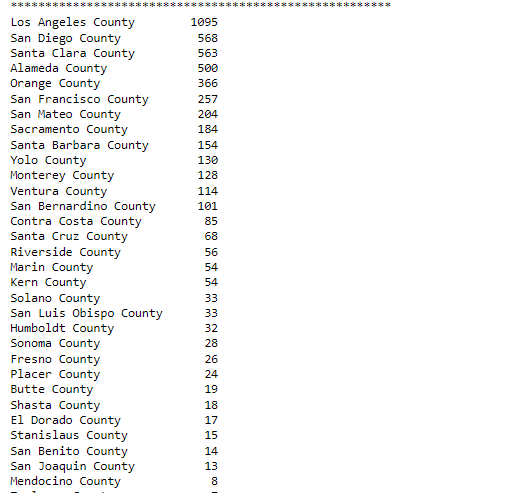 *******************************************************
Los Angeles County 1095
San Diego County 568
Santa Clara County 563
Alameda County 500
Orange County 366
San Francisco County 257
San Mateo County 204
Sacramento County 184
Santa Barbara County 154
Yolo County 130
Monterey County 128
Ventura County 114
San Bernardino County 101
Contra Costa County 85
Santa Cruz County 68
Riverside County 56
Marin County 54
Kern County 54
Solano County 33
San Luis Obispo County 33
Humboldt County 32
Sonoma County 28
Fresno County 26
Placer County 24
Butte County 19
Shasta County 18
El Dorado County 17
Stanislaus County 15
San Benito County 14
San Joaquin County 13
Mendocino County 8